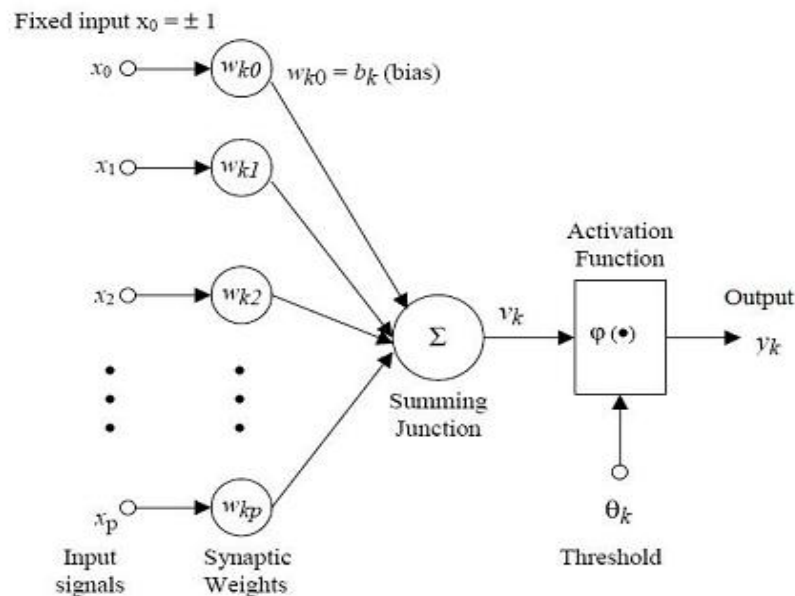 Fixed input x₀ = ± 1
x₀
wk0
wk0 = bk (bias)
x₁
wk1
Activation
Function
x₂
wk2
Σ
vk
φ (•)
Output
yk
Summing
Junction
xp
wkp
θk
Input
signals
Synaptic
Weights
Threshold